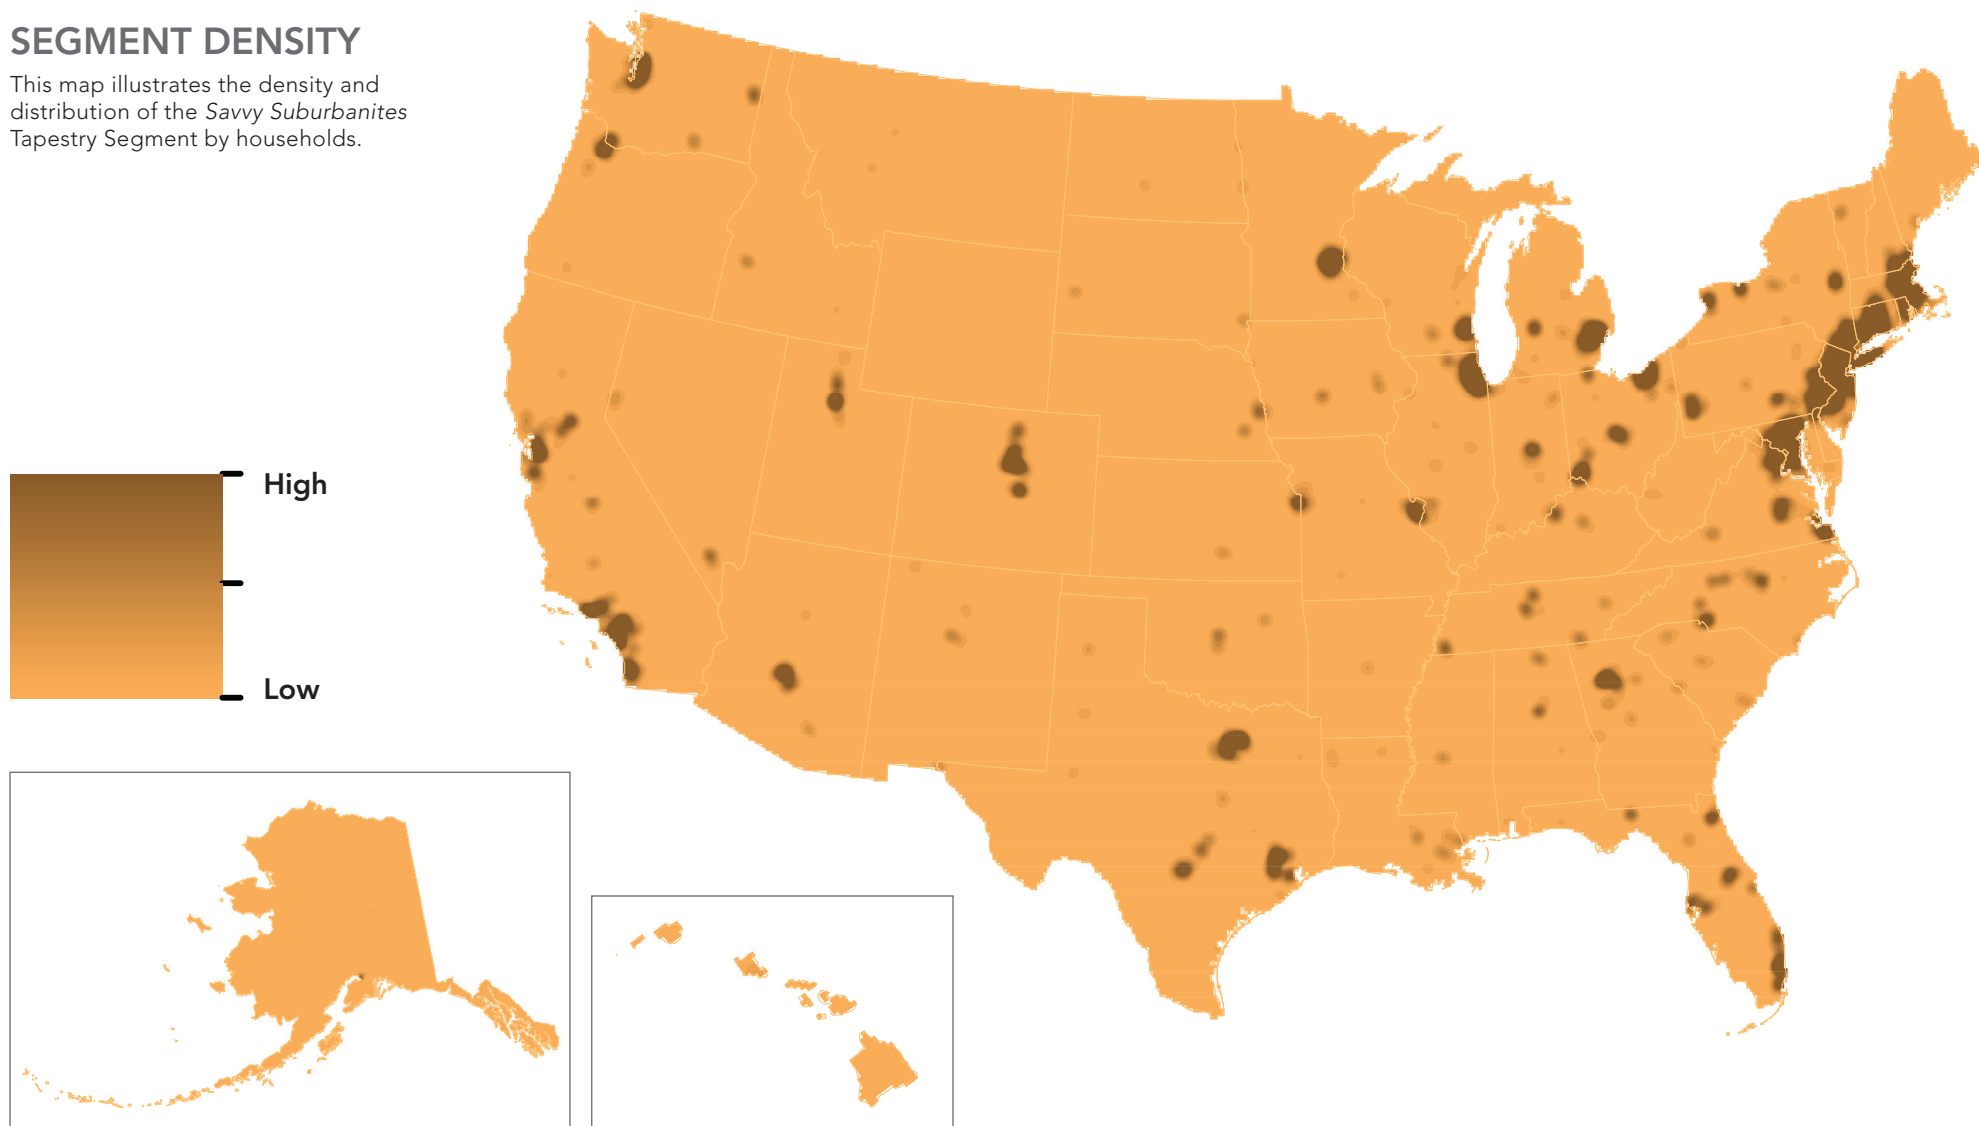 SEGMENT DENSITY
This map illustrates the density and
distribution of the Savvy Suburbanites
Tapestry Segment by households.
High
Low